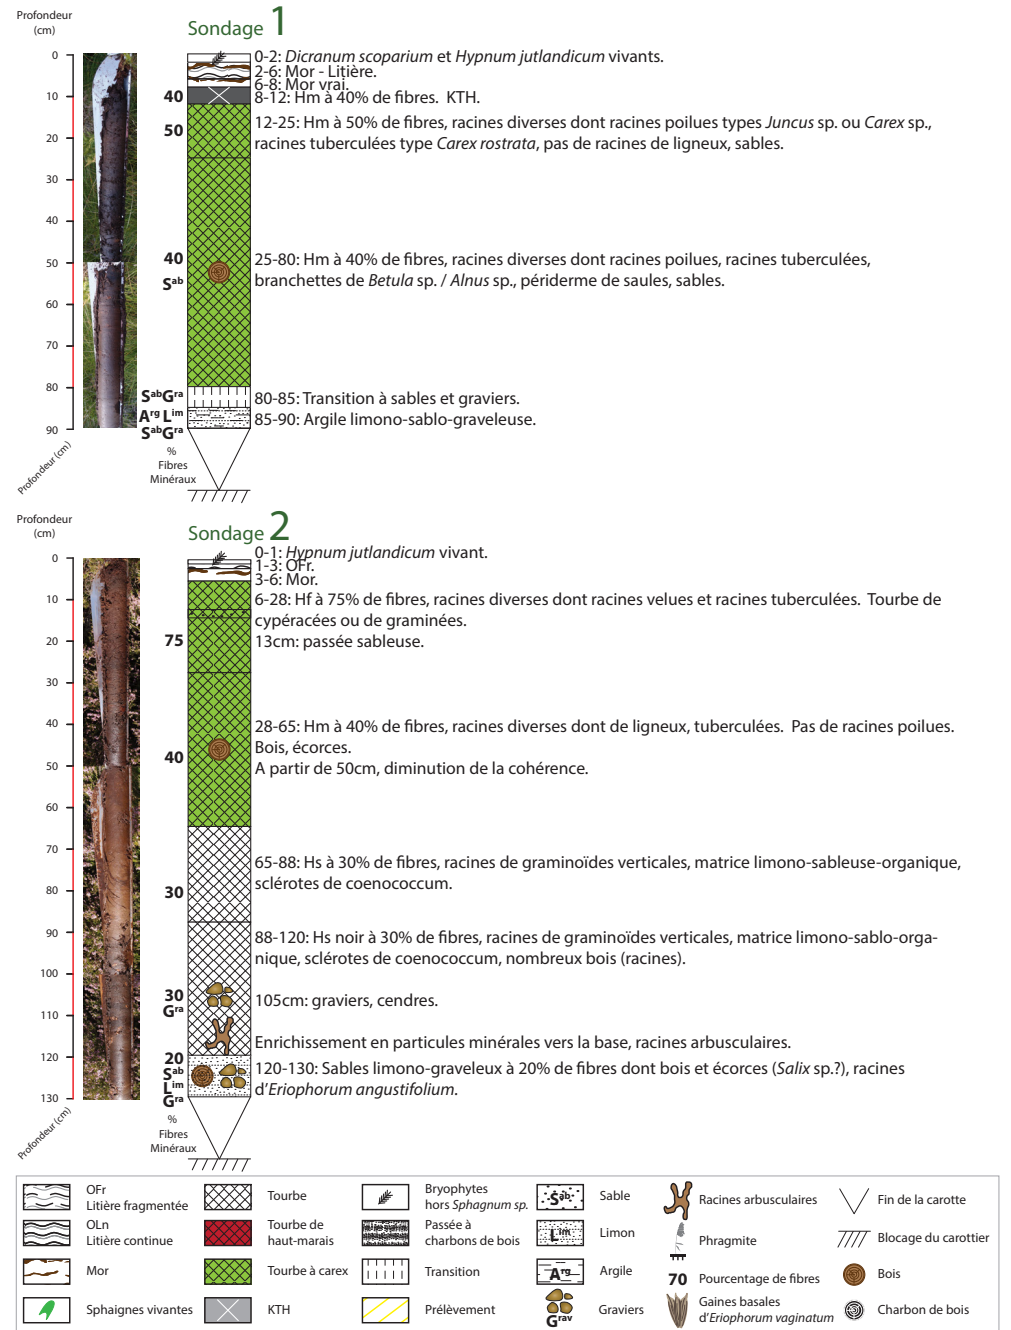 Profondeur
(cm)
Sondage 1
0
10
20
30
40
50
60
70
80
90
Profondeur (cm)
40
50
40
Sab
SabGra
Arg Lim
SabGra
%
Fibres
Minéraux
0-2: Dicranum scoparium et Hypnum jutlandicum vivants.
2-6: Mor - Litière.
6-8: Mor vrai.
8-12: Hm à 40% de fibres. KTH.
12-25: Hm à 50% de fibres, racines diverses dont racines poilues types Juncus sp. ou Carex sp.,
racines tuberculées type Carex rostrata, pas de racines de ligneux, sables.
25-80: Hm à 40% de fibres, racines diverses dont racines poilues, racines tuberculées,
branchettes de Betula sp. / Alnus sp., périderme de saules, sables.
80-85: Transition à sables et graviers.
85-90: Argile limono-sablo-graveleuse.
Profondeur
(cm)
Sondage 2
0
10
20
30
40
50
60
70
80
90
100
110
120
130
Profondeur (cm)
75
40
30
30
Gra
20
Sab
Lim
Gra
%
Fibres
Minéraux
0-1: Hypnum jutlandicum vivant.
1-3: OFr.
3-6: Mor.
6-28: Hf à 75% de fibres, racines diverses dont racines velues et racines tuberculées. Tourbe de
cypéracées ou de graminées.
13cm: passée sableuse.
28-65: Hm à 40% de fibres, racines diverses dont de ligneux, tuberculées. Pas de racines poilues.
Bois, écorces.
A partir de 50cm, diminution de la cohérence.
65-88: Hs à 30% de fibres, racines de graminoïdes verticales, matrice limono-sableuse-organique,
sclérotes de coenococcum.
88-120: Hs noir à 30% de fibres, racines de graminoïdes verticales, matrice limono-sablo-orga-
nique, sclérotes de coenococcum, nombreux bois (racines).
105cm: graviers, cendres.
Enrichissement en particules minérales vers la base, racines arbusculaires.
120-130: Sables limono-graveleux à 20% de fibres dont bois et écorces (Salix sp.?), racines
d'Eriophorum angustifolium.
OFr
Litière fragmentée
OLn
Litière continue
Mor
Sphaignes vivantes
Tourbe
Tourbe de
haut-marais
Tourbe à carex
KTH
Bryophytes
hors Sphagnum sp.
Passée à
charbons de bois
Transition
Prélèvement
Sab
Sable
Lim
Limon
Arg
Argile
Grav
Graviers
Racines arbusculaires
Phragmite
70 Pourcentage de fibres
Gaines basales
d'Eriophorum vaginatum
Fin de la carotte
Blocage du carottier
Bois
Charbon de bois